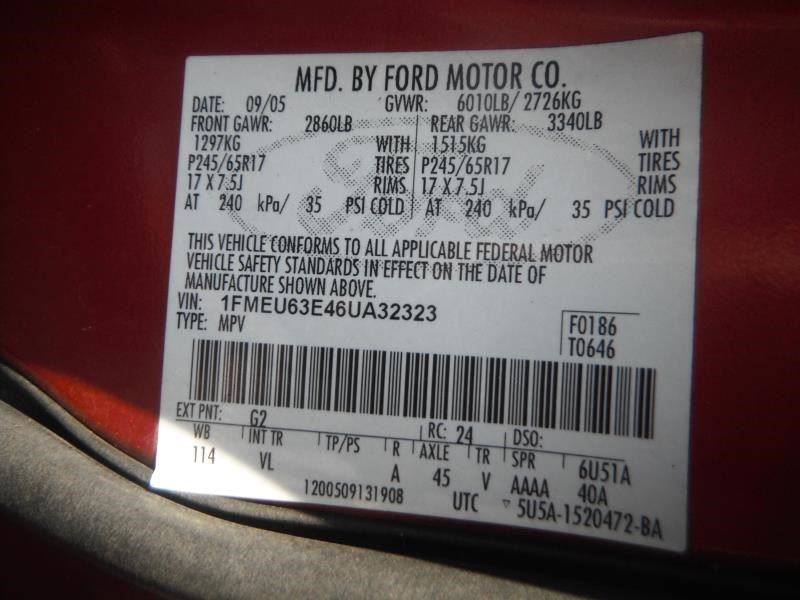 MFD. BY FORD MOTOR CO.
DATE: 09/05 GVWR: 6010LB/ 2726KG
FRONT GAWR: 2860LB REAR GAWR: 3340LB
1297KG WITH 1515KG WITH
P245/65R17 TIRES P245/65R17 TIRES
17 X 7.5J RIMS 17 X 7.5J RIMS
AT 240 kPa/ 35 PSI COLD AT 240 kPa/ 35 PSI COLD
Ford
THIS VEHICLE CONFORMS TO ALL APPLICABLE FEDERAL MOTOR
VEHICLE SAFETY STANDARDS IN EFFECT ON THE DATE OF
MANUFACTURE SHOWN ABOVE.
VIN: 1FMEU63E46UA32323
TYPE: MPV
F0186
T0646
EXT PNT: G2 RC: 24 DSO:
WB INT TR TP/PS R AXLE TR SPR 6U51A
114 VL A 45 V AAAA 40A
1200509131908 UTC ▽ 5U5A-1520472-BA